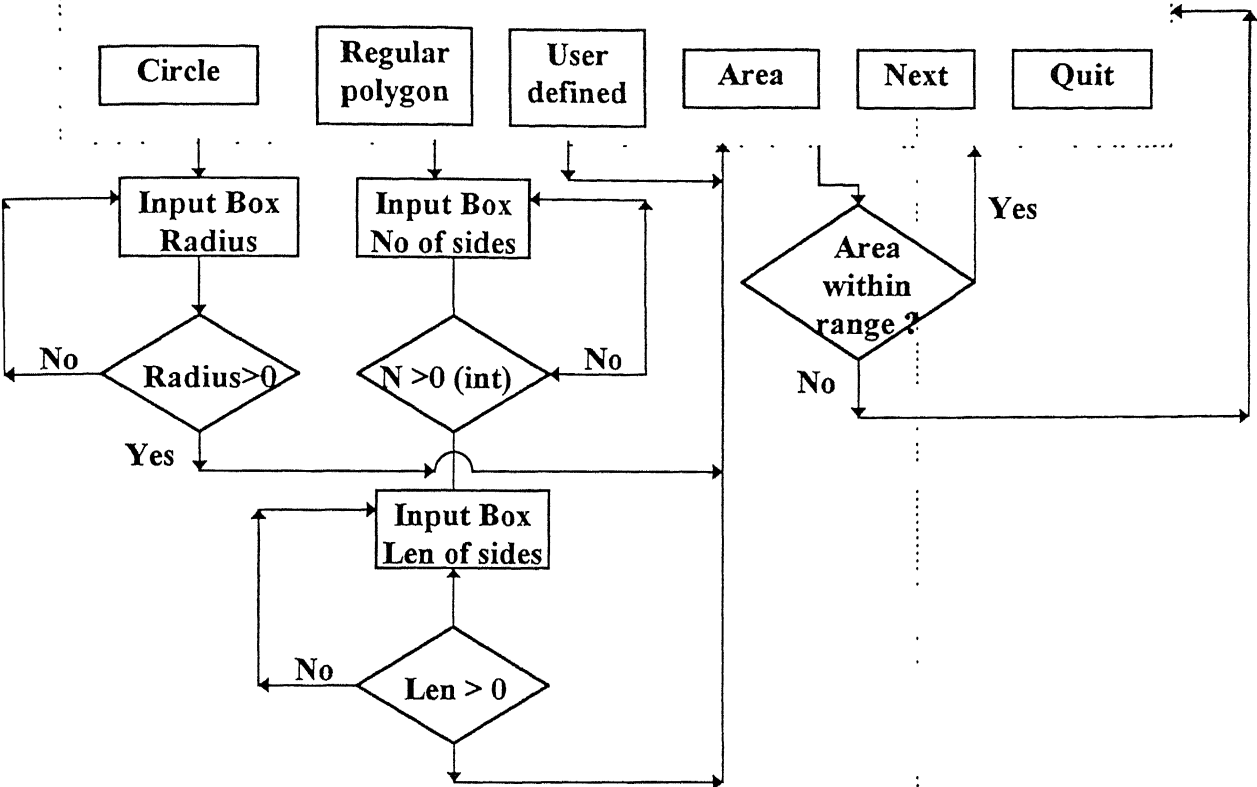 Circle
Regular
polygon
User
defined
Area
Next
Quit
Input Box
Radius
Input Box
No of sides
Yes
Area
within
range ?
No
Radius>0
N >0 (int)
No
No
Yes
Input Box
Len of sides
No
Len > 0